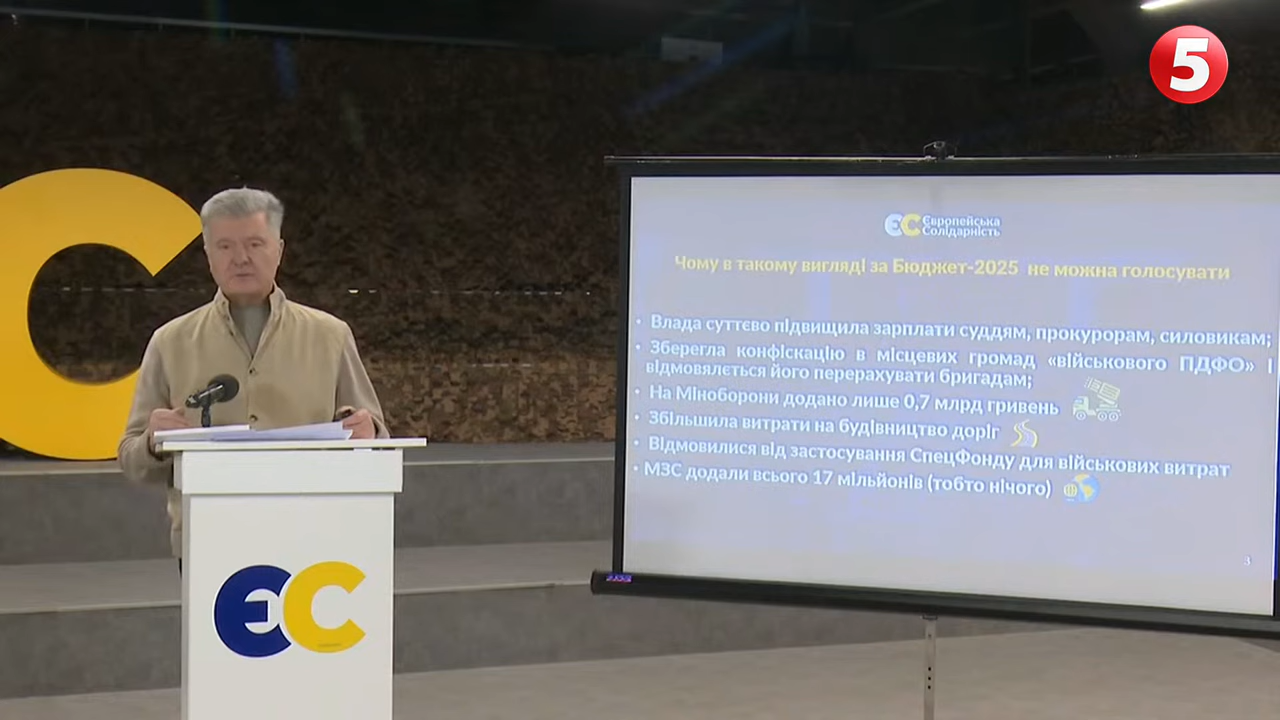 5
ЄС Європейська
Солідарність
Чому в такому вигляді за Бюджет-2025 не можна голосувати
• Влада суттєво підвищила зарплати суддям, прокурорам, силовикам;
• Зберегла конфіскацію в місцевих громад «військового ПДФО» і
відмовялється його перерахувати бригадам;
• На Міноборони додано лише 0,7 млрд гривень
• Збільшила витрати на будівництво доріг
• Відмовилися від застосування СпецФонду для військових витрат
• МЗС додали всього 17 мільйонів (тобто нічого)
3
С
ЄС